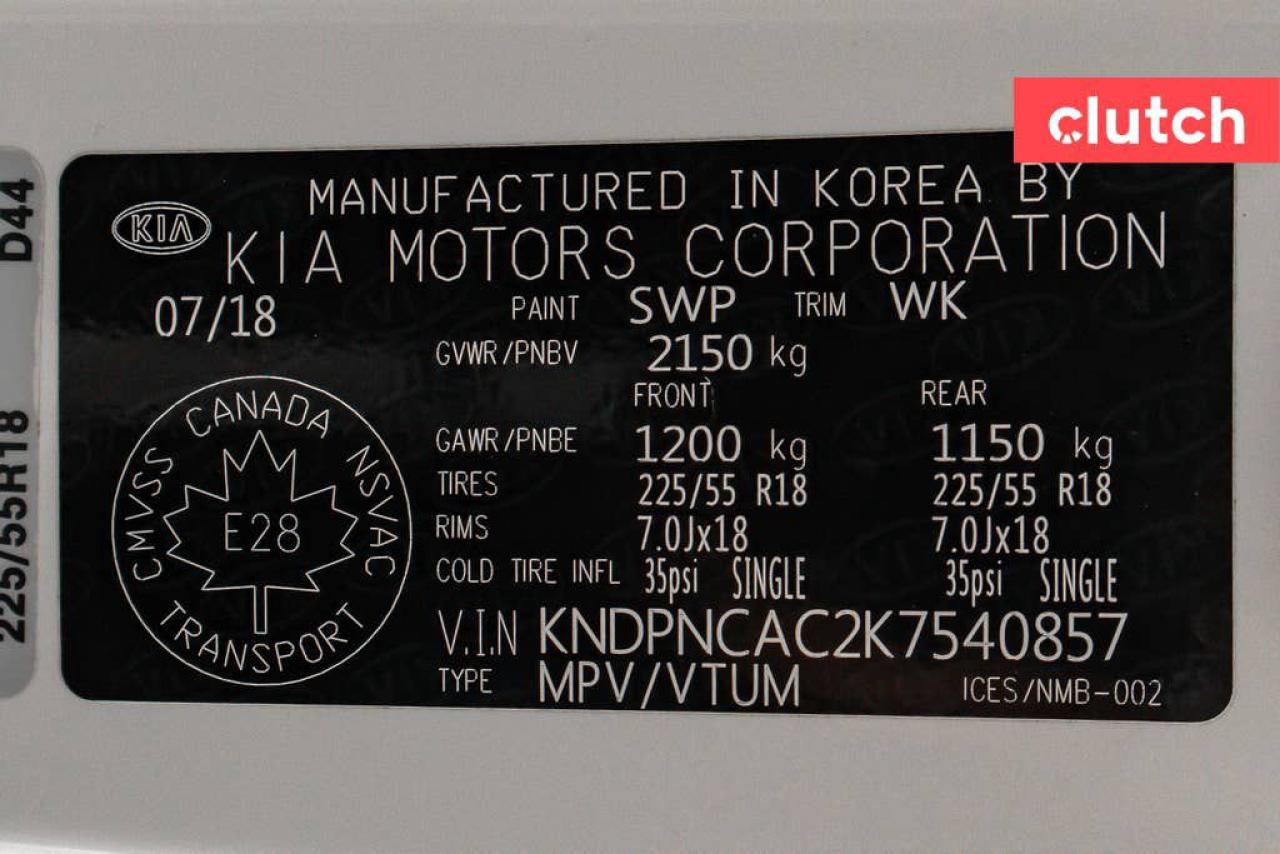 clutch
D44
225/55R18
MANUFACTURED IN KOREA BY
KIA
KIA MOTORS CORPORATION
07/18 PAINT SWP TRIM WK
GVWR/PNBV 2150 kg
FRONT REAR
GAWR/PNBE 1200 kg 1150 kg
TIRES 225/55 R18 225/55 R18
RIMS 7.0Jx18 7.0Jx18
COLD TIRE INFL 35psi SINGLE 35psi SINGLE
V.I.N KNDPNCAC2K7540857
TYPE MPV/VTUM ICES/NMB-002
CANADA
CMVSS NSVAC
E28
TRANSPORT